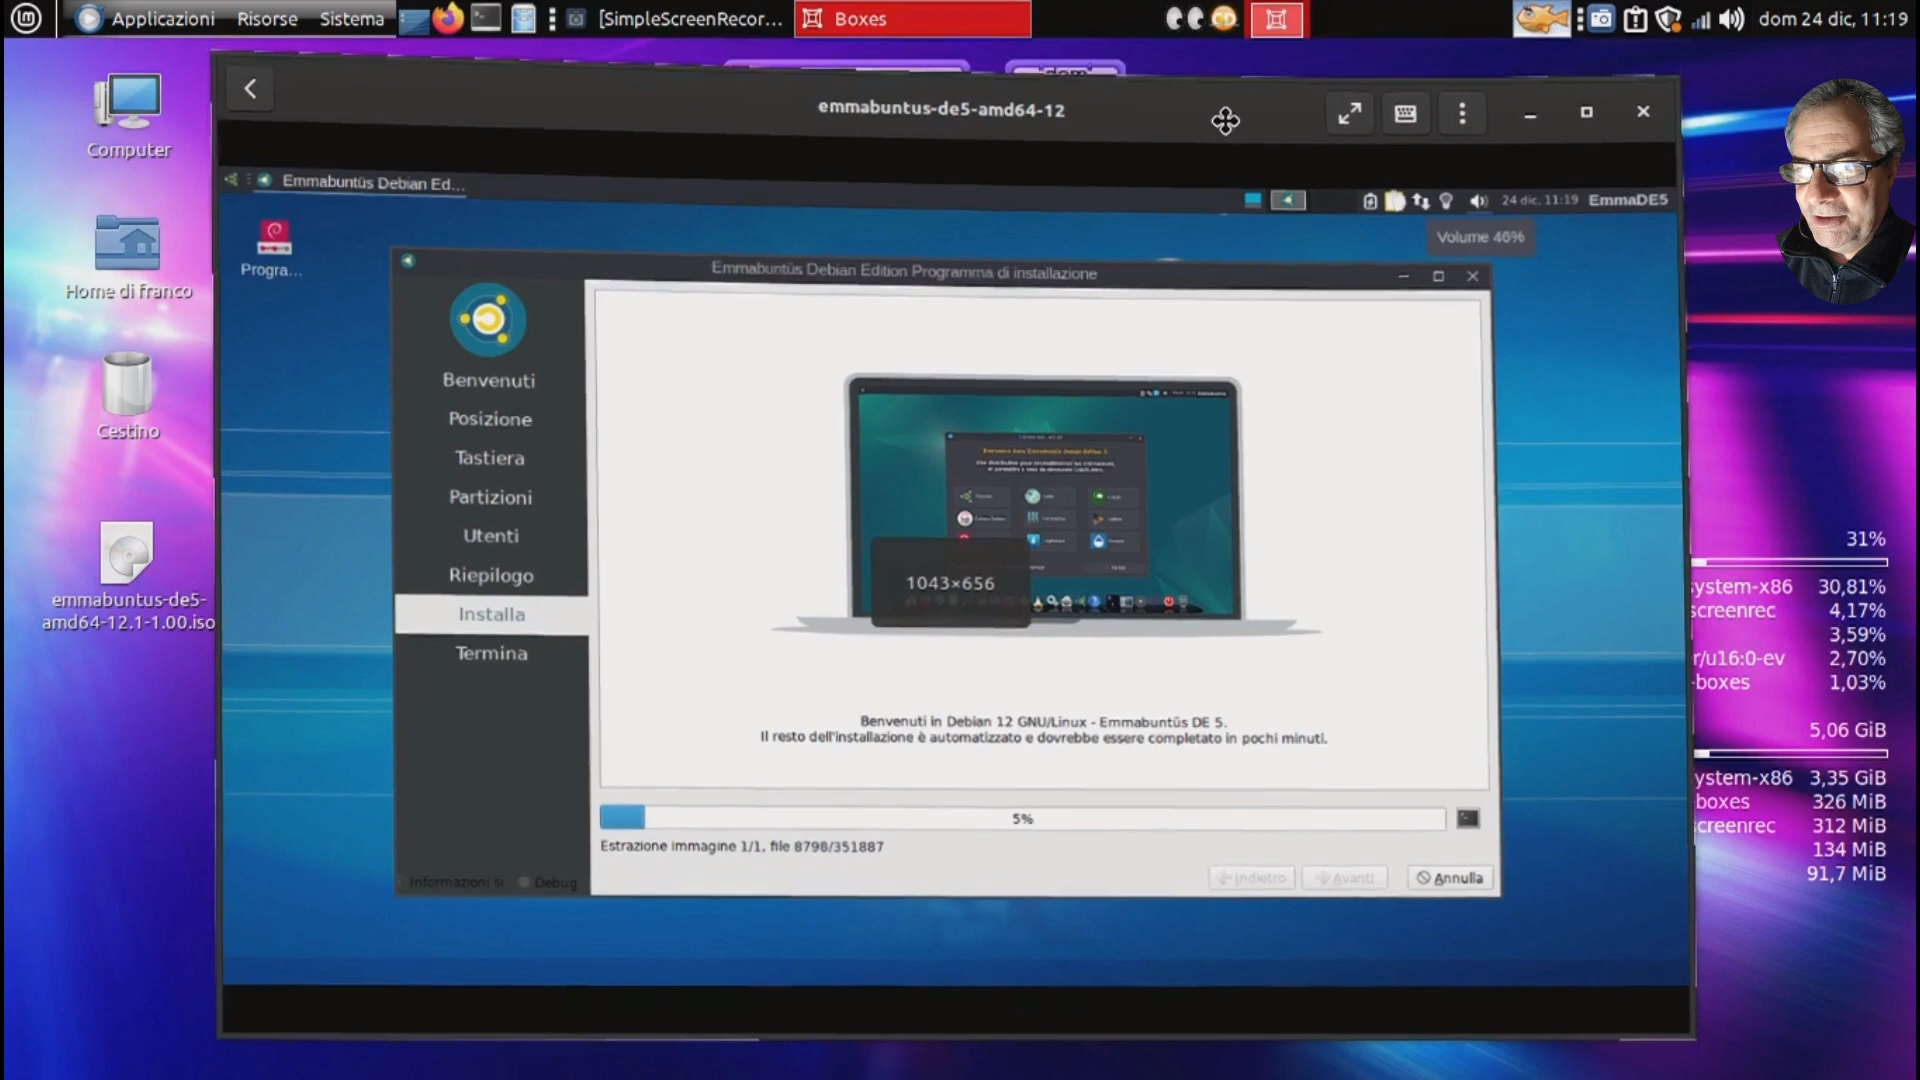 Applicazioni Risorse Sistema
[SimpleScreenRecor...
Boxes
dom 24 dic, 11:19
Computer
Home di franco
Cestino
emmabuntus-de5-
amd64-12.1-1.00.iso
emmabuntus-de5-amd64-12
Emmabuntüs Debian Ed...
24 dic, 11:19 EmmaDE5
Volume 46%
Progra...
Emmabuntüs Debian Edition Programma di installazione
Benvenuti
Posizione
Tastiera
Partizioni
Utenti
Riepilogo
Installa
Termina
Informazioni si
Debug
1043×656
Benvenuti in Debian 12 GNU/Linux - Emmabuntüs DE 5.
Il resto dell'installazione è automatizzato e dovrebbe essere completato in pochi minuti.
5%
Estrazione immagine 1/1, file 8798/351887
Indietro
Avanti
Annulla
31%
system-x86 30,81%
screenrec 4,17%
3,59%
r/u16:0-ev 2,70%
-boxes 1,03%
5,06 GiB
ystem-x86 3,35 GiB
boxes 326 MiB
creenrec 312 MiB
134 MiB
91,7 MiB